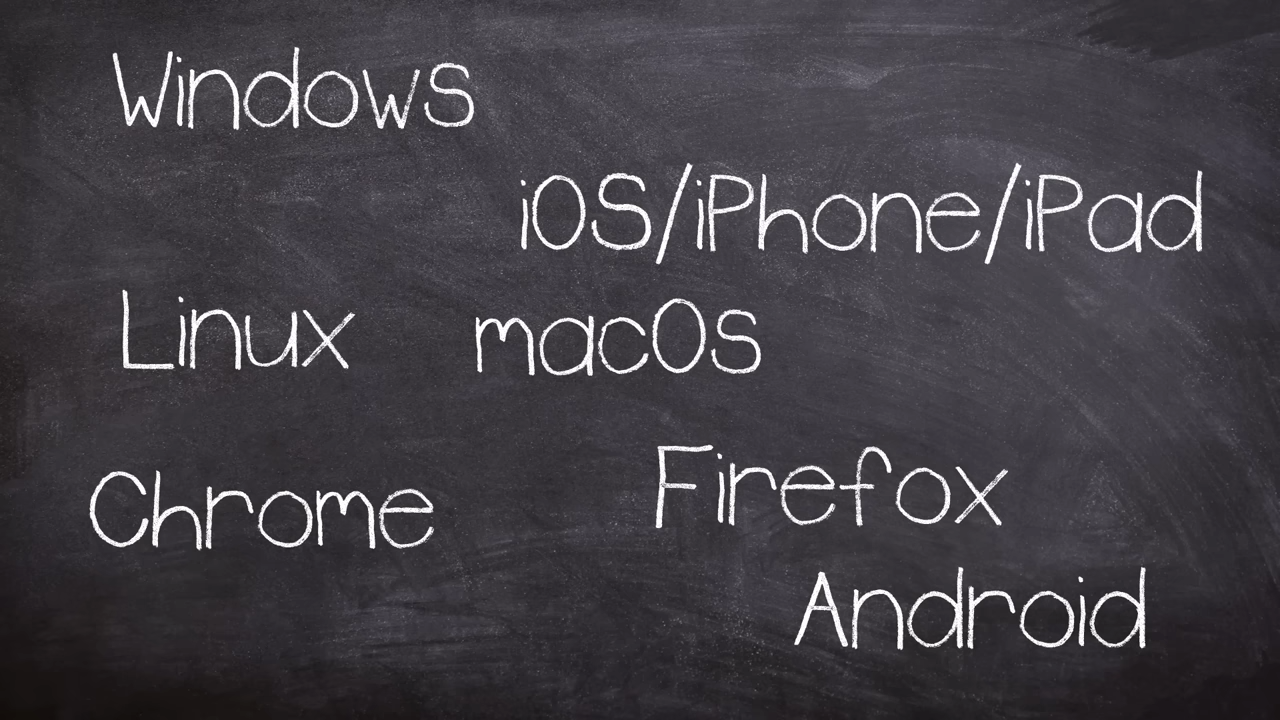 Windows
iOS/iPhone/iPad
Linux macOs
Chrome
Firefox
Android